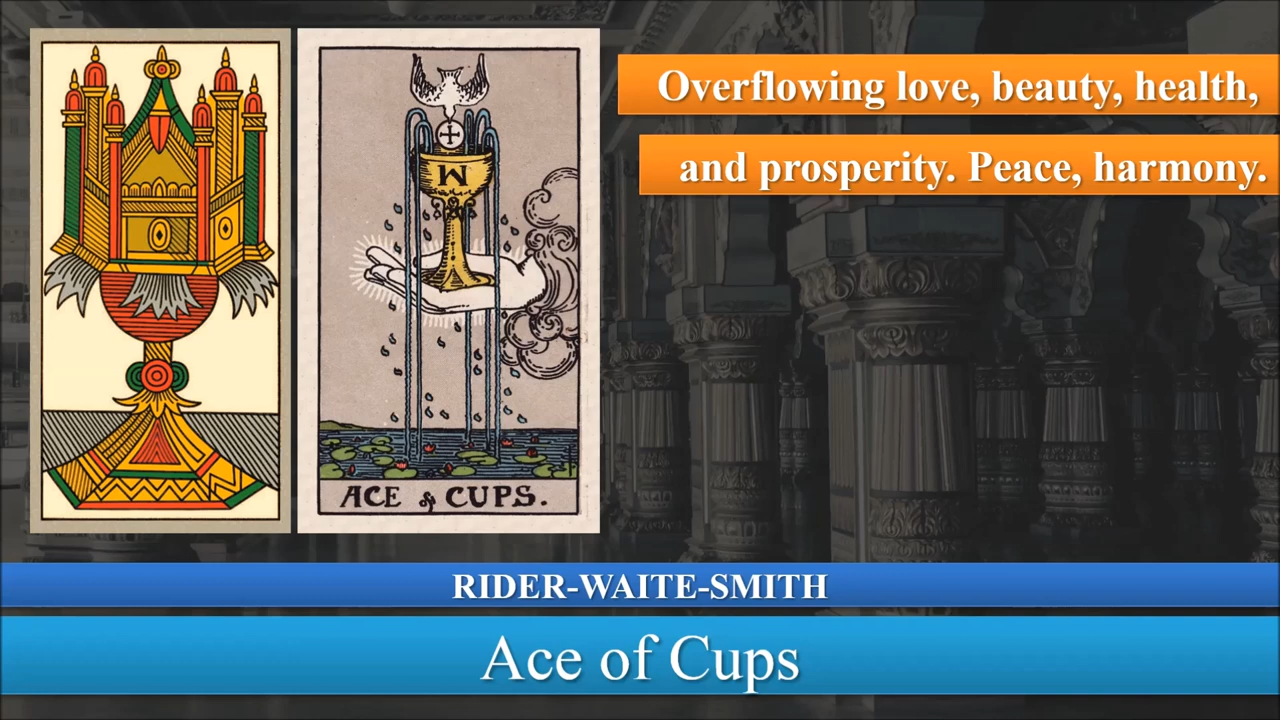 Overflowing love, beauty, health,
and prosperity. Peace, harmony.
W
ACE of CUPS.
RIDER-WAITE-SMITH
Ace of Cups